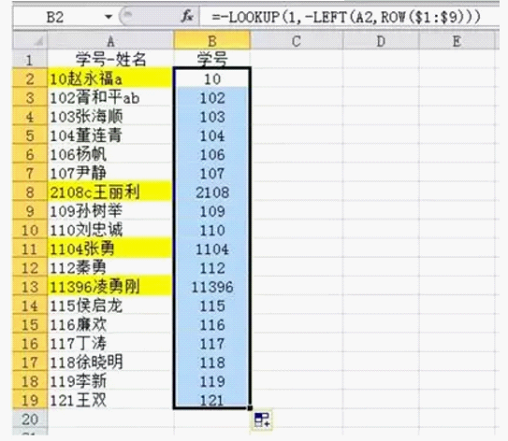 B2 fx =-LOOKUP(1,-LEFT(A2,ROW($1:$9)))
A B C D E
1 学号-姓名 学号
2 10赵永福a 10
3 102胥和平ab 102
4 103张海顺 103
5 104董连青 104
6 106杨帆 106
7 107尹静 107
8 2108c王丽利 2108
9 109孙树举 109
10 110刘忠诚 110
11 1104张勇 1104
12 112秦勇 112
13 11396凌勇刚 11396
14 115侯启龙 115
15 116廉欢 116
16 117丁涛 117
17 118徐晓明 118
18 119李新 119
19 121王双 121
20